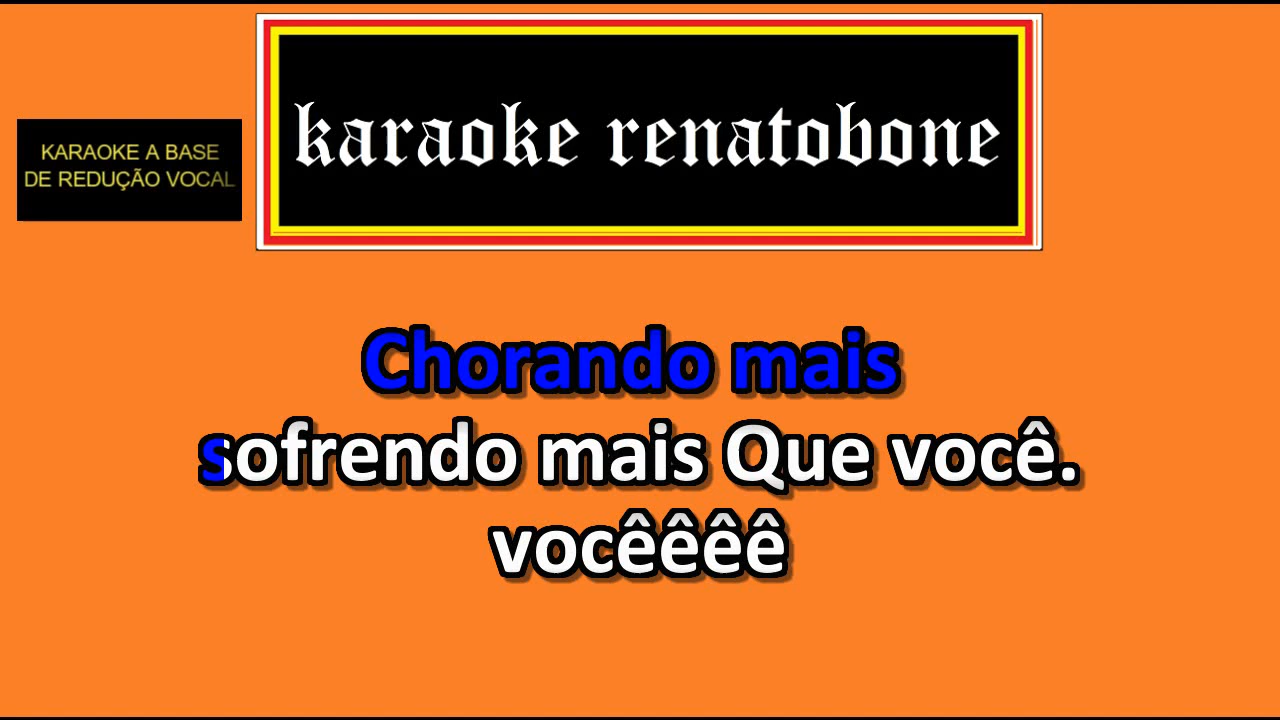 karaoke renatobone
KARAOKE A BASE
DE REDUÇÃO VOCAL
Chorando mais
sofrendo mais Que você.
vocêêêê